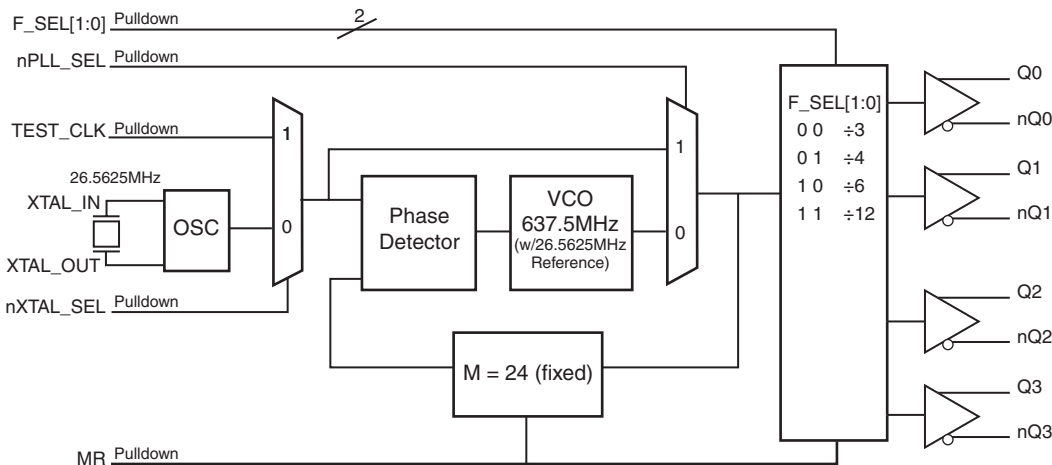 F_SEL[1:0] Pulldown
2
nPLL_SEL Pulldown
TEST_CLK Pulldown
26.5625MHz
XTAL_IN
OSC
XTAL_OUT
nXTAL_SEL Pulldown
1
0
Phase
Detector
VCO
637.5MHz
(w/26.5625MHz
Reference)
1
0
M = 24 (fixed)
MR Pulldown
F_SEL[1:0]
0 0 ÷3
0 1 ÷4
1 0 ÷6
1 1 ÷12
Q0
nQ0
Q1
nQ1
Q2
nQ2
Q3
nQ3